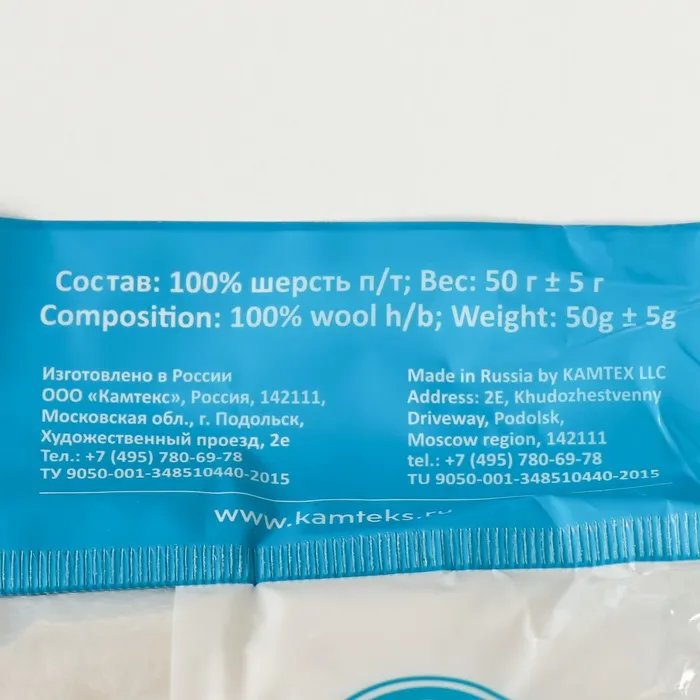 Состав: 100% шерсть п/т; Вес: 50 г ± 5 г
Composition: 100% wool h/b; Weight: 50g ± 5g
Изготовлено в России
ООО «Камтекс», Россия, 142111,
Московская обл., г. Подольск,
Художественный проезд, 2е
Тел.: +7 (495) 780-69-78
ТУ 9050-001-348510440-2015
Made in Russia by KAMTEX LLC
Address: 2E, Khudozhestvenny
Driveway, Podolsk,
Moscow region, 142111
tel.: +7 (495) 780-69-78
TU 9050-001-348510440-2015
www.kamteks.ru